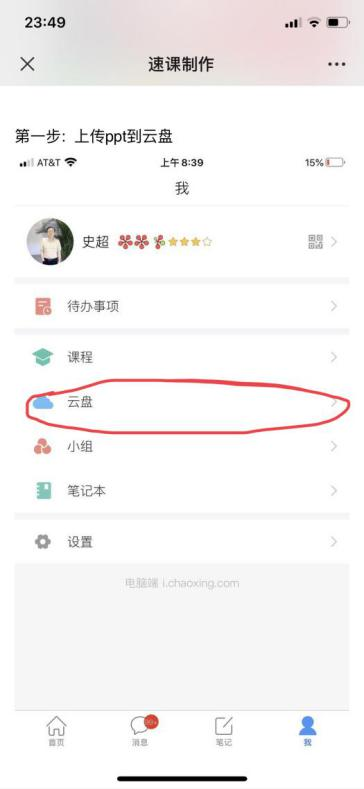 23:49
速课制作
第一步：上传ppt到云盘
AT&T
上午 8:39
15%
我
史超
待办事项
课程
云盘
小组
笔记本
设置
电脑端 i.chaoxing.com
99+
首页
消息
笔记
我